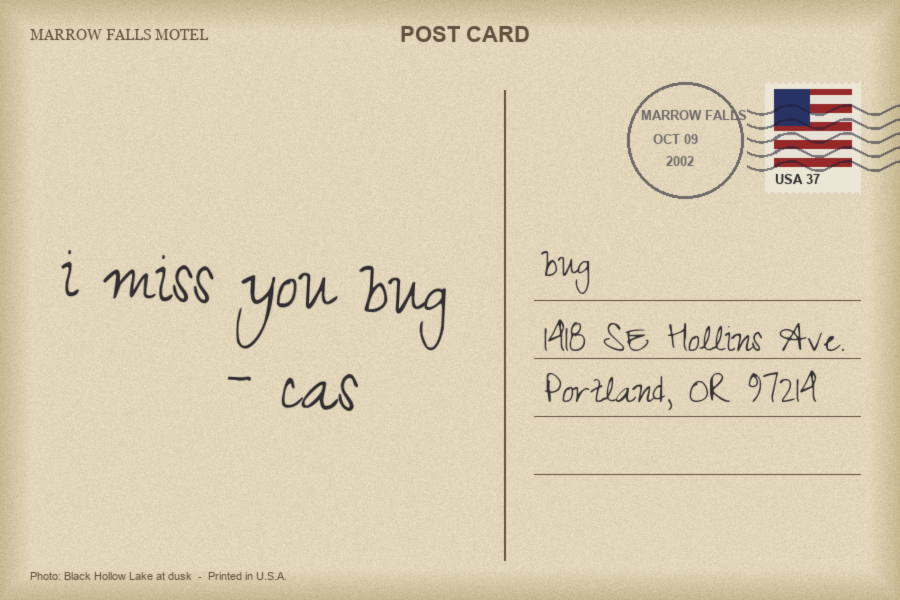 MARROW FALLS MOTEL
POST CARD
MARROW FALLS
OCT 09
2002
USA 37
i miss you bug
- cas
bug
1418 SE Hollins Ave.
Portland, OR 97214
Photo: Black Hollow Lake at dusk - Printed in U.S.A.